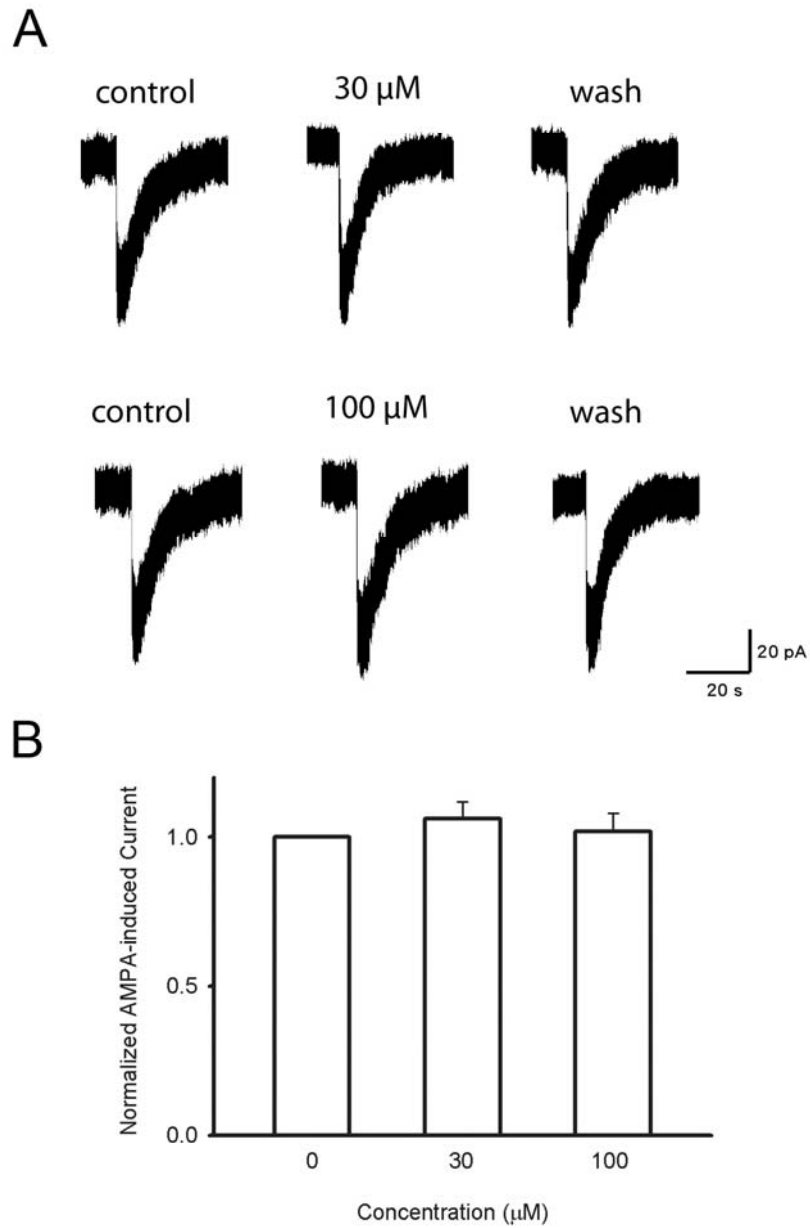 A
control 30 μM wash
control 100 μM wash
20 pA
20 s
B
Normalized AMPA-induced Current
1.0
0.5
0.0
0 30 100
Concentration (μM)